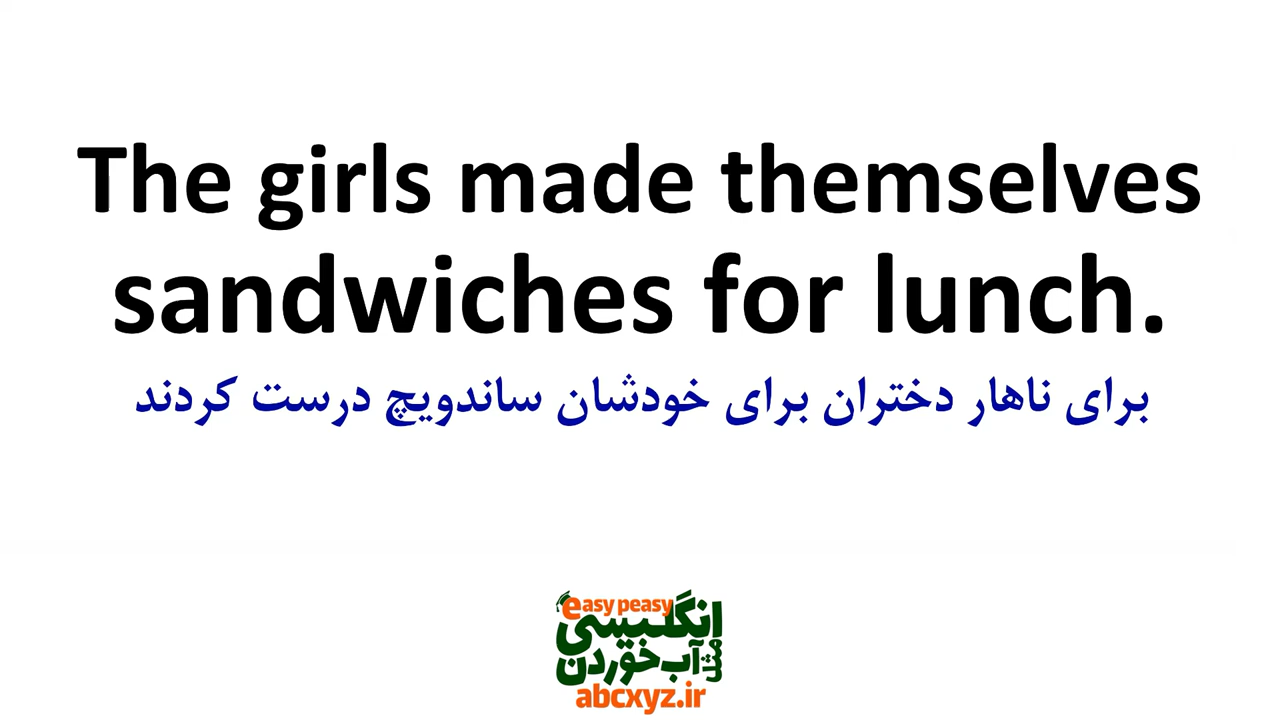 The girls made themselves
sandwiches for lunch.
برای ناهار دختران برای خودشان ساندویچ درست کردند
easy peasy
انگلیسی
مثل آب خوردن
abcxyz.ir